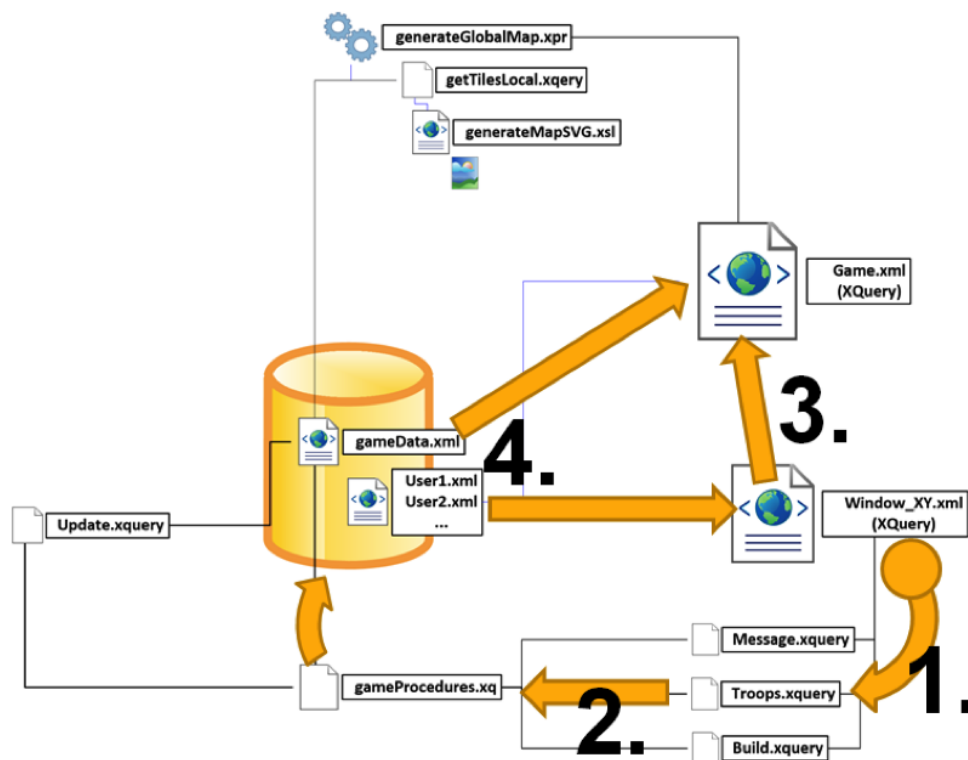 generateGlobalMap.xpr
getTilesLocal.xqery
generateMapSVG.xsl
Game.xml
(XQuery)
3.
gameData.xml
4.
User1.xml
User2.xml
...
Window_XY.xml
(XQuery)
Update.xquery
Message.xquery
1.
gameProcedures.xq
Troops.xquery
2.
Build.xquery